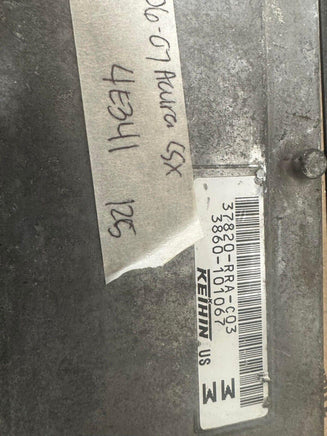 06-07 Acura CSX
4E341 125
37820-RRA-C03
3860-101067
KEIHIN US
M M